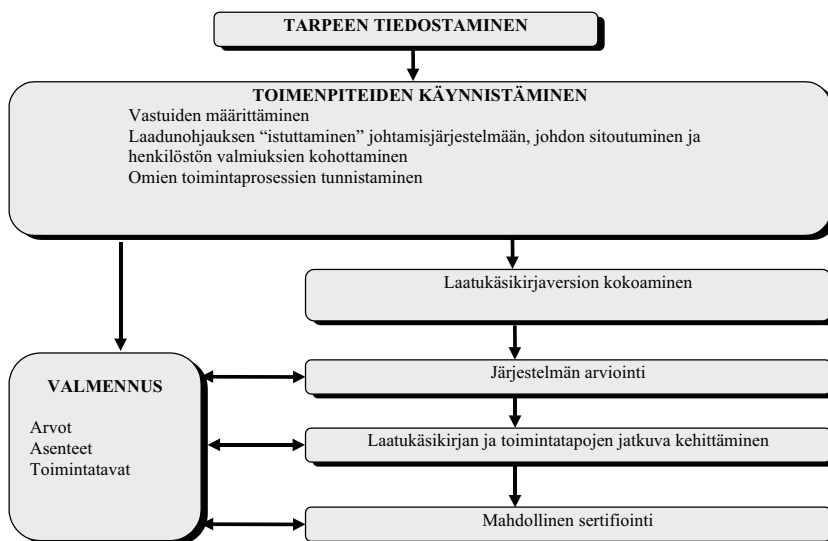 TARPEEN TIEDOSTAMINEN
TOIMENPITEIDEN KÄYNNISTÄMINEN
Vastuiden määrittäminen
Laadunohjauksen “istuttaminen” johtamisjärjestelmään, johdon sitoutuminen ja
henkilöstön valmiuksien kohottaminen
Omien toimintaprosessien tunnistaminen
Laatukäsikirjaversion kokoaminen
VALMENNUS
Arvot
Asenteet
Toimintatavat
Järjestelmän arviointi
Laatukäsikirjan ja toimintatapojen jatkuva kehittäminen
Mahdollinen sertifiointi